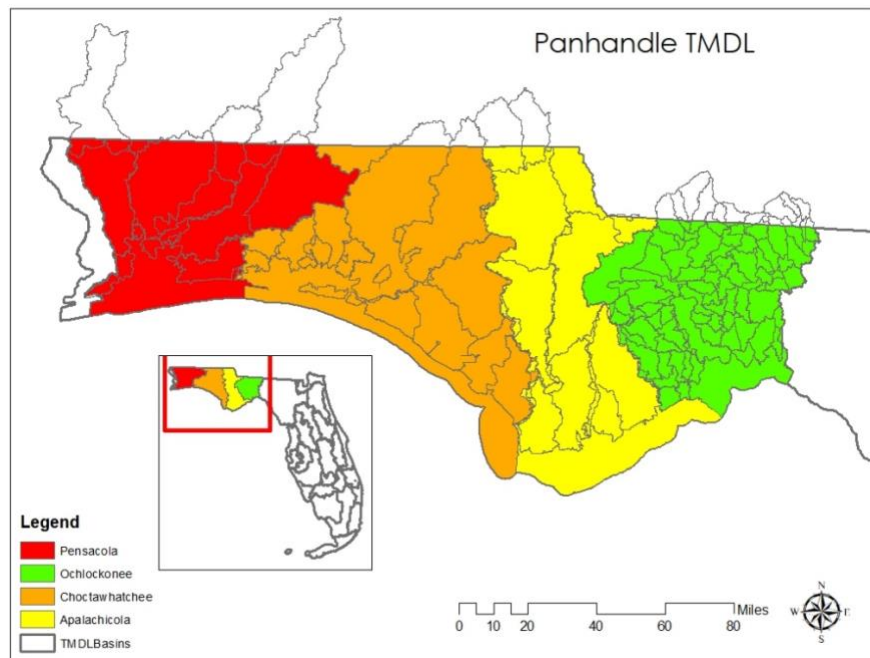 Panhandle TMDL
Legend
Pensacola
Ochlockonee
Choctawhatchee
Apalachicola
TMDLBasins
Miles
0 10 20 40 60 80
N
W E
S